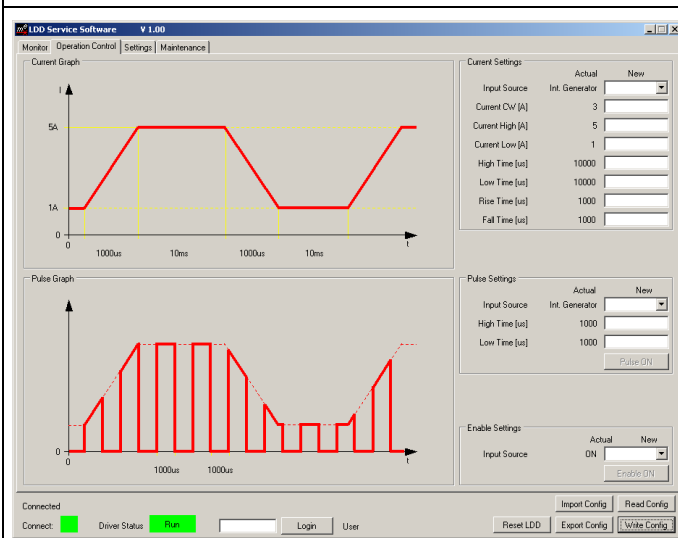 m² LDD Service Software V 1.00
Monitor Operation Control Settings Maintenance
Current Graph
I
5A
1A
0
0
1000us 10ms 1000us 10ms
t
Current Settings
Actual New
Input Source Int. Generator
Current CW [A] 3
Current High [A] 5
Current Low [A] 1
High Time [us] 10000
Low Time [us] 10000
Rise Time [us] 1000
Fall Time [us] 1000
Pulse Graph
0
0
1000us 1000us
t
Pulse Settings
Actual New
Input Source Int. Generator
High Time [us] 1000
Low Time [us] 1000
Pulse ON
Enable Settings
Actual New
Input Source ON
Enable ON
Connected
Import Config Read Config
Connect: Driver Status Run Login User Reset LDD Export Config Write Config